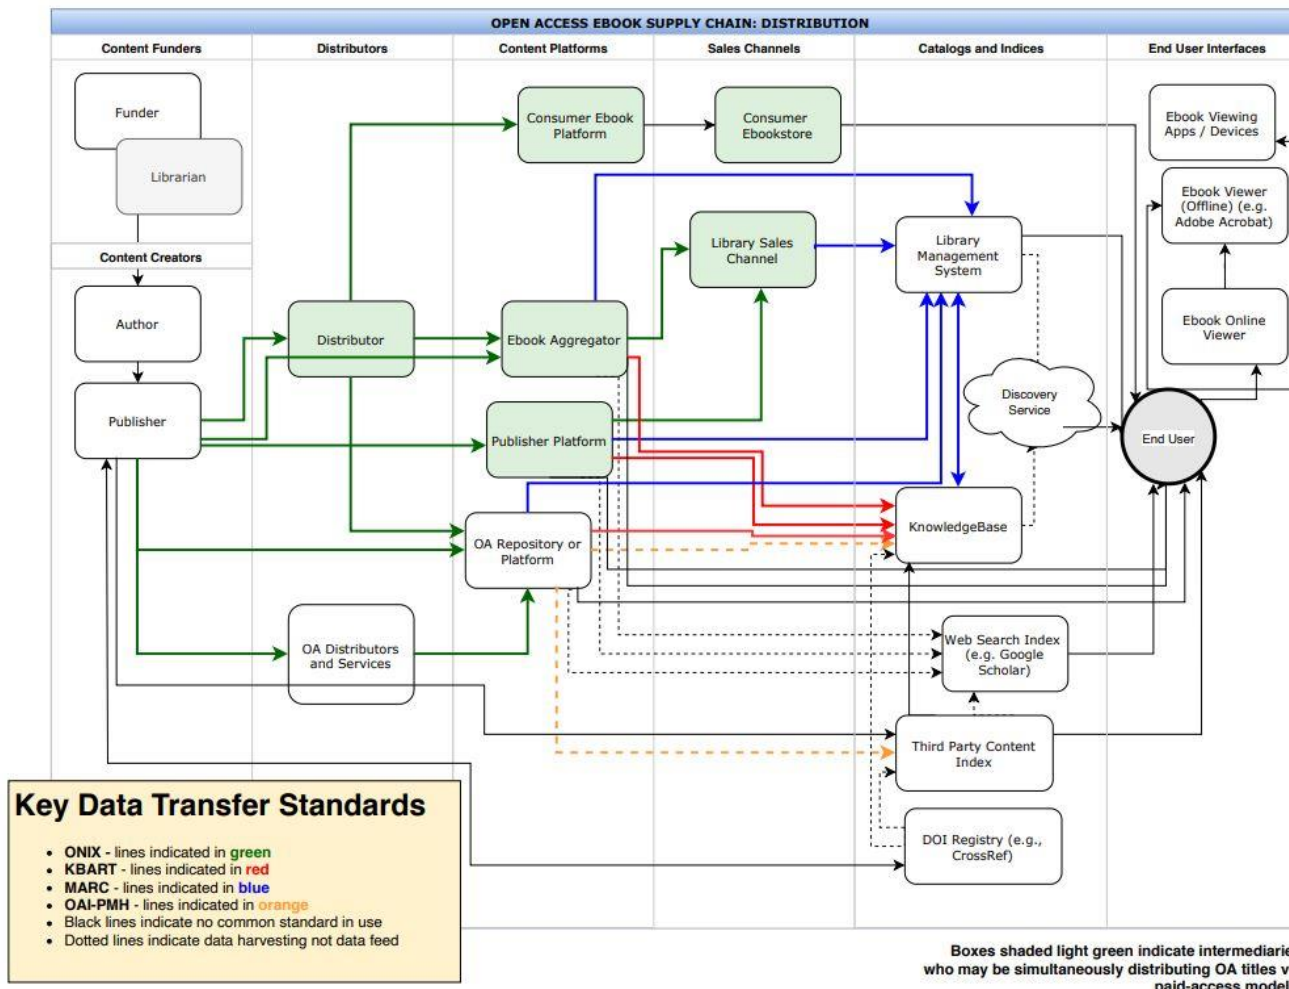 OPEN ACCESS EBOOK SUPPLY CHAIN: DISTRIBUTION
Content Funders
Distributors
Content Platforms
Sales Channels
Catalogs and Indices
End User Interfaces
Funder
Librarian
Content Creators
Author
Publisher
Distributor
OA Distributors
and Services
Consumer Ebook
Platform
Ebook Aggregator
Publisher Platform
OA Repository or
Platform
Consumer
Ebookstore
Library Sales
Channel
Library
Management
System
Discovery
Service
KnowledgeBase
Web Search Index
(e.g. Google
Scholar)
Third Party Content
Index
DOI Registry (e.g.,
CrossRef)
Ebook Viewing
Apps / Devices
Ebook Viewer
(Offline) (e.g.
Adobe Acrobat)
Ebook Online
Viewer
End User
Key Data Transfer Standards
• ONIX - lines indicated in green
• KBART - lines indicated in red
• MARC - lines indicated in blue
• OAI-PMH - lines indicated in orange
• Black lines indicate no common standard in use
• Dotted lines indicate data harvesting not data feed
Boxes shaded light green indicate intermediarie
who may be simultaneously distributing OA titles v
paid-access model